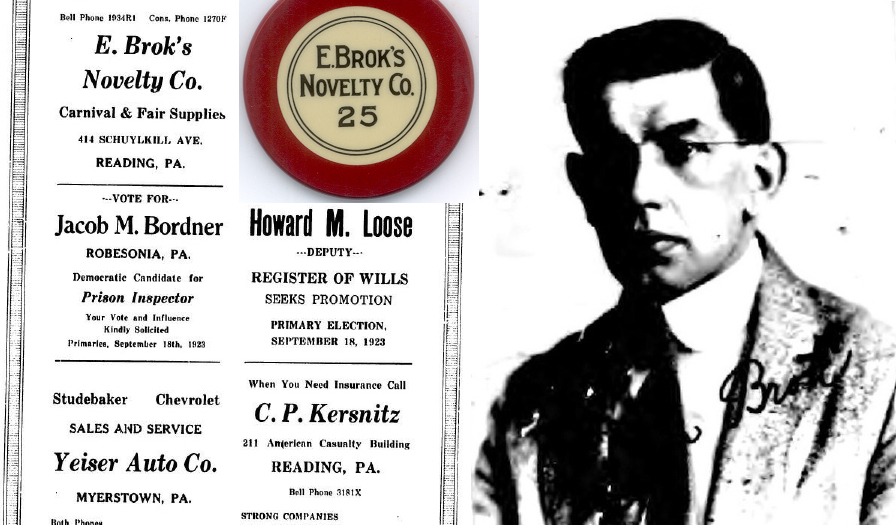 Bell Phone 1934R1 Cons. Phone 1270F
E. Brok's
Novelty Co.
Carnival & Fair Supplies
414 SCHUYLKILL AVE.
READING, PA.
---VOTE FOR---
Jacob M. Bordner
ROBESONIA, PA.
Democratic Candidate for
Prison Inspector
Your Vote and Influence
Kindly Solicited
Primaries, September 18th, 1923
Studebaker Chevrolet
SALES AND SERVICE
Yeiser Auto Co.
MYERSTOWN, PA.
Both Phones
E. BROK'S
NOVELTY CO.
25
Howard M. Loose
---DEPUTY---
REGISTER OF WILLS
SEEKS PROMOTION
PRIMARY ELECTION,
SEPTEMBER 18, 1923
When You Need Insurance Call
C. P. Kersnitz
211 American Casualty Building
READING, PA.
Bell Phone 3181X
STRONG COMPANIES